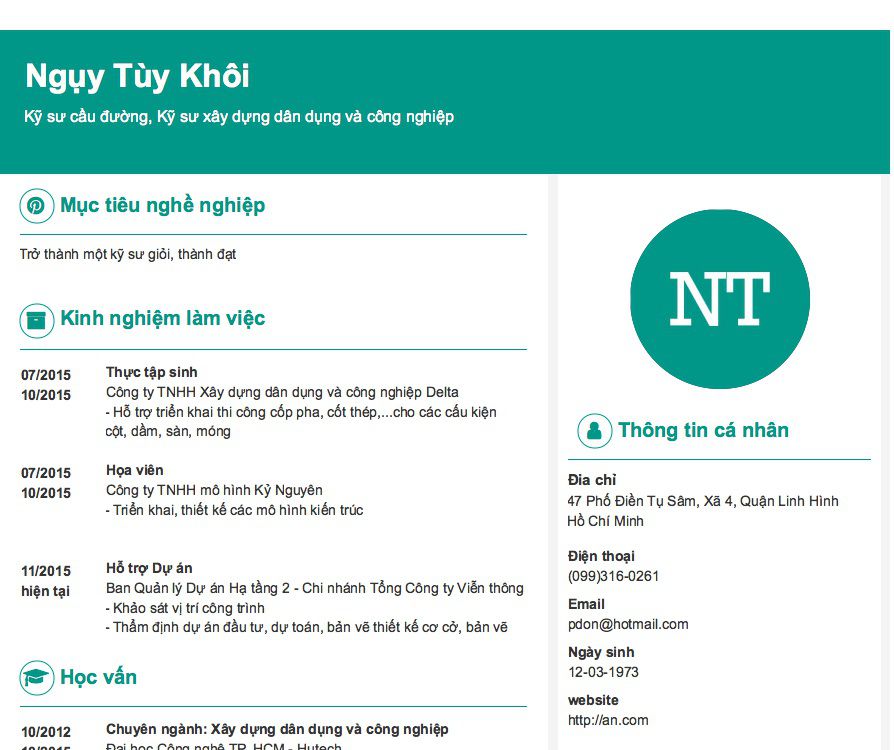 Ngụy Tùy Khôi
Kỹ sư cầu đường, Kỹ sư xây dựng dân dụng và công nghiệp
Mục tiêu nghề nghiệp
Trở thành một kỹ sư giỏi, thành đạt
Kinh nghiệm làm việc
07/2015
10/2015
Thực tập sinh
Công ty TNHH Xây dựng dân dụng và công nghiệp Delta
- Hỗ trợ triển khai thi công cốp pha, cốt thép,...cho các cấu kiện
cột, dầm, sàn, móng
07/2015
10/2015
Họa viên
Công ty TNHH mô hình Kỷ Nguyên
- Triển khai, thiết kế các mô hình kiến trúc
11/2015
hiện tại
Hỗ trợ Dự án
Ban Quản lý Dự án Hạ tầng 2 - Chi nhánh Tổng Công ty Viễn thông
- Khảo sát vị trí công trình
- Thẩm định dự án đầu tư, dự toán, bản vẽ thiết kế cơ cở, bản vẽ
Học vấn
10/2012
Chuyên ngành: Xây dựng dân dụng và công nghiệp
Đại học Công nghệ TP. HCM - Hutech
NT
Thông tin cá nhân
Đia chỉ
47 Phố Điền Tụ Sâm, Xã 4, Quận Linh Hình
Hồ Chí Minh
Điện thoại
(099)316-0261
Email
pdon@hotmail.com
Ngày sinh
12-03-1973
website
http://an.com